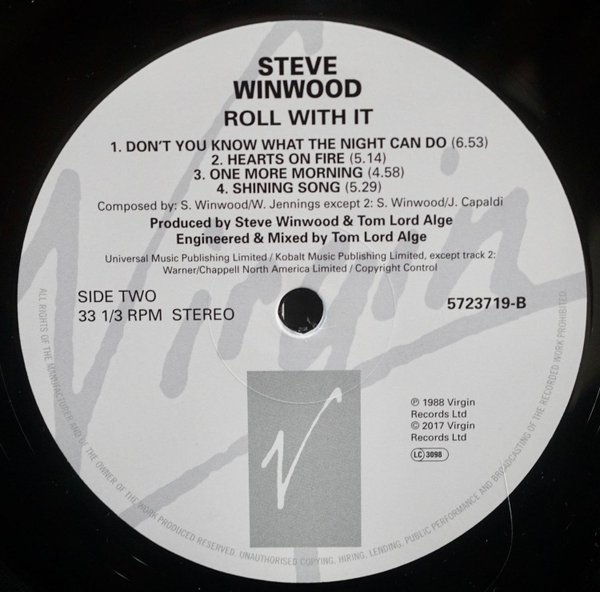 STEVE
WINWOOD
ROLL WITH IT
1. DON'T YOU KNOW WHAT THE NIGHT CAN DO (6.53)
2. HEARTS ON FIRE (5.14)
3. ONE MORE MORNING (4.58)
4. SHINING SONG (5.29)
Composed by: S. Winwood/W. Jennings except 2: S. Winwood/J. Capaldi
Produced by Steve Winwood & Tom Lord Alge
Engineered & Mixed by Tom Lord Alge
Universal Music Publishing Limited / Kobalt Music Publishing Limited, except track 2:
Warner/Chappell North America Limited / Copyright Control
SIDE TWO
33 1/3 RPM STEREO
5723719-B
Virgin
V
℗ 1988 Virgin
Records Ltd
© 2017 Virgin
Records Ltd
LC 3098
ALL RIGHTS OF THE MANUFACTURER AND OF THE OWNER OF THE WORK PRODUCED RESERVED. UNAUTHORISED COPYING, HIRING, LENDING, PUBLIC PERFORMANCE AND BROADCASTING OF THE RECORDED WORK PROHIBITED.